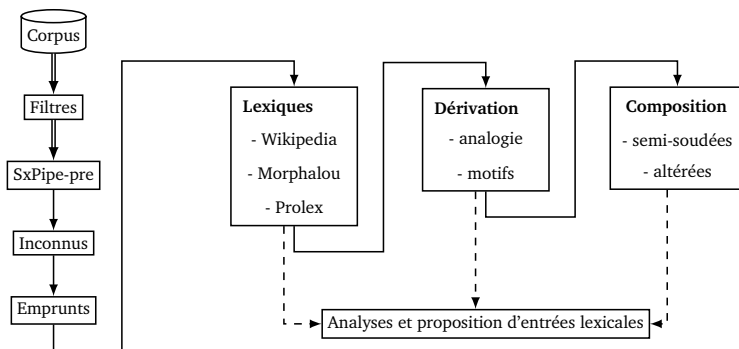 Corpus
Filtres
SxPipe-pre
Inconnus
Emprunts
Lexiques
- Wikipedia
- Morphalou
- Prolex
Dérivation
- analogie
- motifs
Composition
- semi-soudées
- altérées
Analyses et proposition d'entrées lexicales